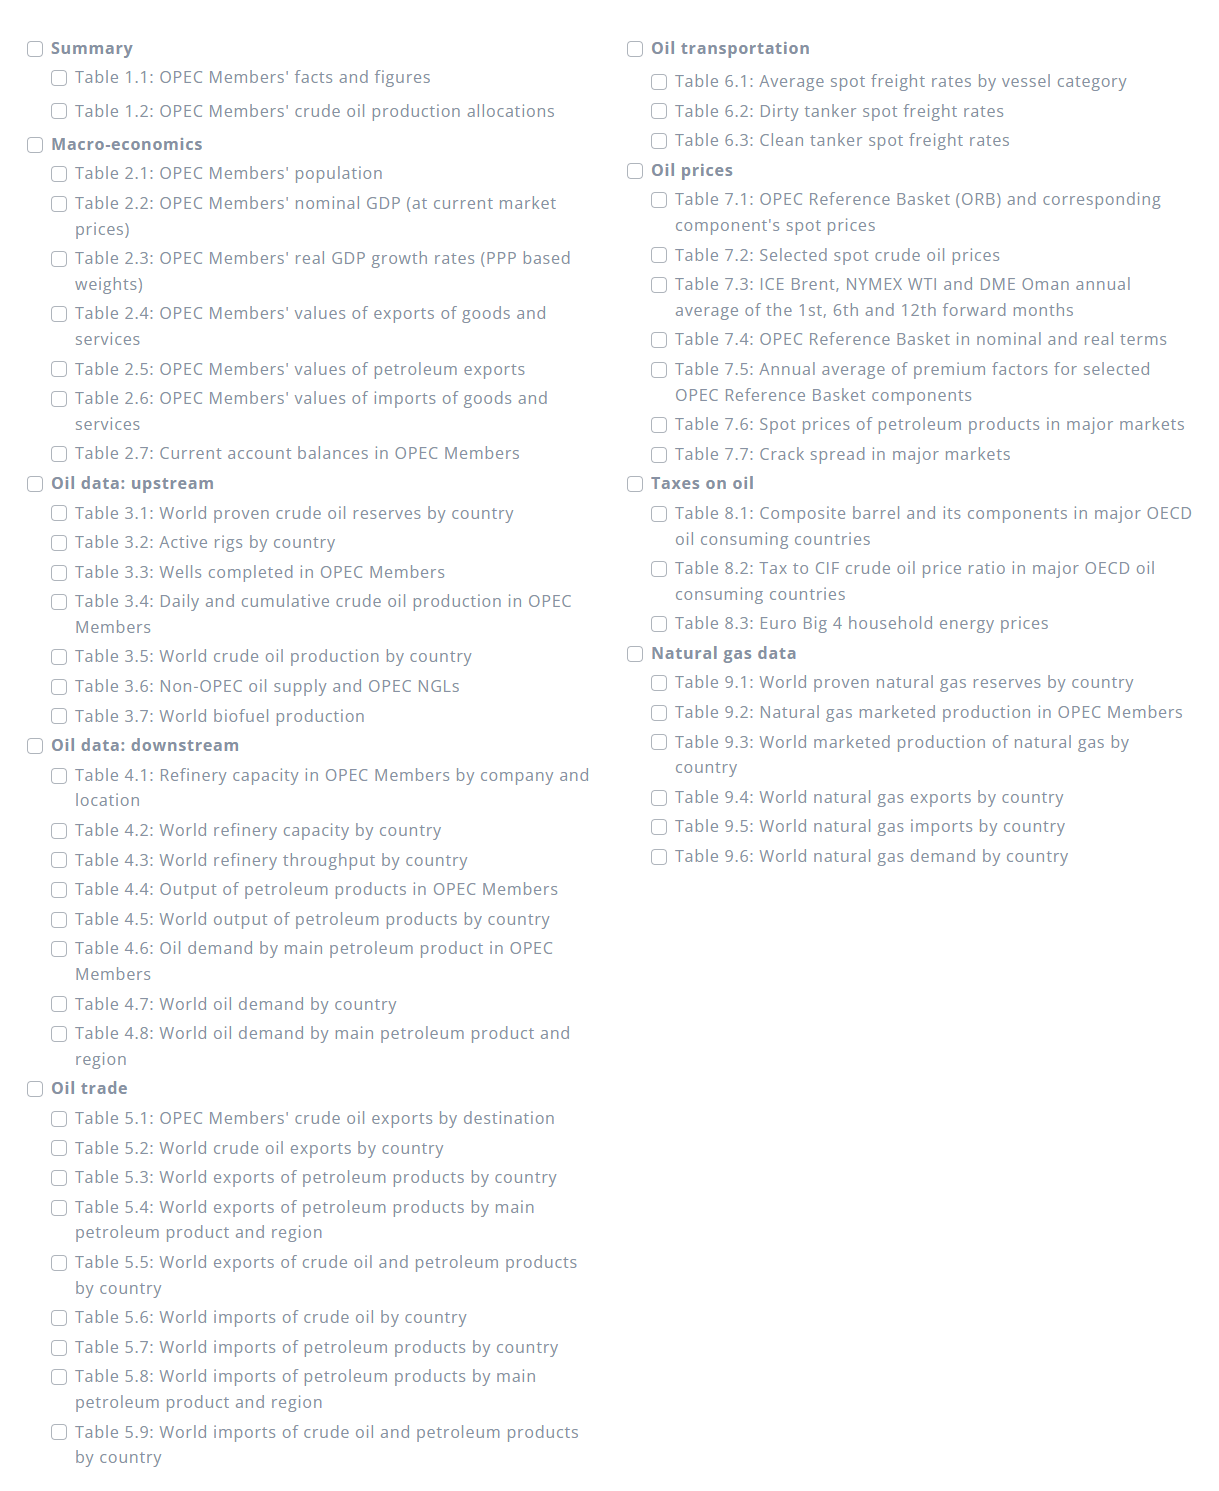 Summary
Table 1.1: OPEC Members' facts and figures
Table 1.2: OPEC Members' crude oil production allocations
Macro-economics
Table 2.1: OPEC Members' population
Table 2.2: OPEC Members' nominal GDP (at current market
prices)
Table 2.3: OPEC Members' real GDP growth rates (PPP based
weights)
Table 2.4: OPEC Members' values of exports of goods and
services
Table 2.5: OPEC Members' values of petroleum exports
Table 2.6: OPEC Members' values of imports of goods and
services
Table 2.7: Current account balances in OPEC Members
Oil data: upstream
Table 3.1: World proven crude oil reserves by country
Table 3.2: Active rigs by country
Table 3.3: Wells completed in OPEC Members
Table 3.4: Daily and cumulative crude oil production in OPEC
Members
Table 3.5: World crude oil production by country
Table 3.6: Non-OPEC oil supply and OPEC NGLs
Table 3.7: World biofuel production
Oil data: downstream
Table 4.1: Refinery capacity in OPEC Members by company and
location
Table 4.2: World refinery capacity by country
Table 4.3: World refinery throughput by country
Table 4.4: Output of petroleum products in OPEC Members
Table 4.5: World output of petroleum products by country
Table 4.6: Oil demand by main petroleum product in OPEC
Members
Table 4.7: World oil demand by country
Table 4.8: World oil demand by main petroleum product and
region
Oil trade
Table 5.1: OPEC Members' crude oil exports by destination
Table 5.2: World crude oil exports by country
Table 5.3: World exports of petroleum products by country
Table 5.4: World exports of petroleum products by main
petroleum product and region
Table 5.5: World exports of crude oil and petroleum products
by country
Table 5.6: World imports of crude oil by country
Table 5.7: World imports of petroleum products by country
Table 5.8: World imports of petroleum products by main
petroleum product and region
Table 5.9: World imports of crude oil and petroleum products
by country
Oil transportation
Table 6.1: Average spot freight rates by vessel category
Table 6.2: Dirty tanker spot freight rates
Table 6.3: Clean tanker spot freight rates
Oil prices
Table 7.1: OPEC Reference Basket (ORB) and corresponding
component's spot prices
Table 7.2: Selected spot crude oil prices
Table 7.3: ICE Brent, NYMEX WTI and DME Oman annual
average of the 1st, 6th and 12th forward months
Table 7.4: OPEC Reference Basket in nominal and real terms
Table 7.5: Annual average of premium factors for selected
OPEC Reference Basket components
Table 7.6: Spot prices of petroleum products in major markets
Table 7.7: Crack spread in major markets
Taxes on oil
Table 8.1: Composite barrel and its components in major OECD
oil consuming countries
Table 8.2: Tax to CIF crude oil price ratio in major OECD oil
consuming countries
Table 8.3: Euro Big 4 household energy prices
Natural gas data
Table 9.1: World proven natural gas reserves by country
Table 9.2: Natural gas marketed production in OPEC Members
Table 9.3: World marketed production of natural gas by
country
Table 9.4: World natural gas exports by country
Table 9.5: World natural gas imports by country
Table 9.6: World natural gas demand by country